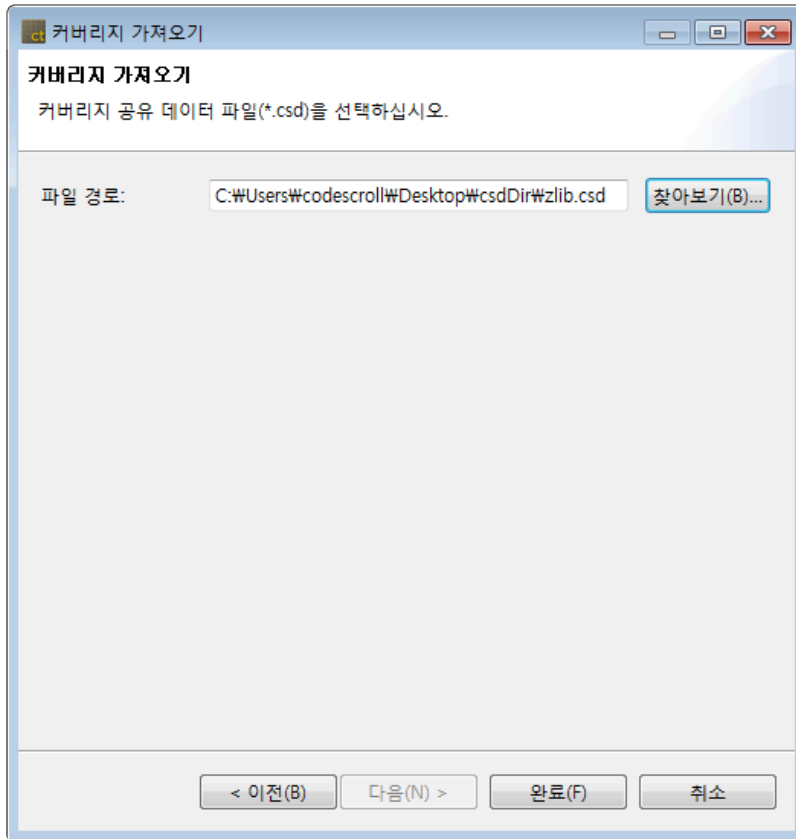 ct 커버리지 가져오기
커버리지 가져오기
커버리지 공유 데이터 파일(*.csd)을 선택하십시오.
파일 경로: C:₩Users₩codescroll₩Desktop₩csdDir₩zlib.csd 찾아보기(B)...
< 이전(B) 다음(N) > 완료(F) 취소